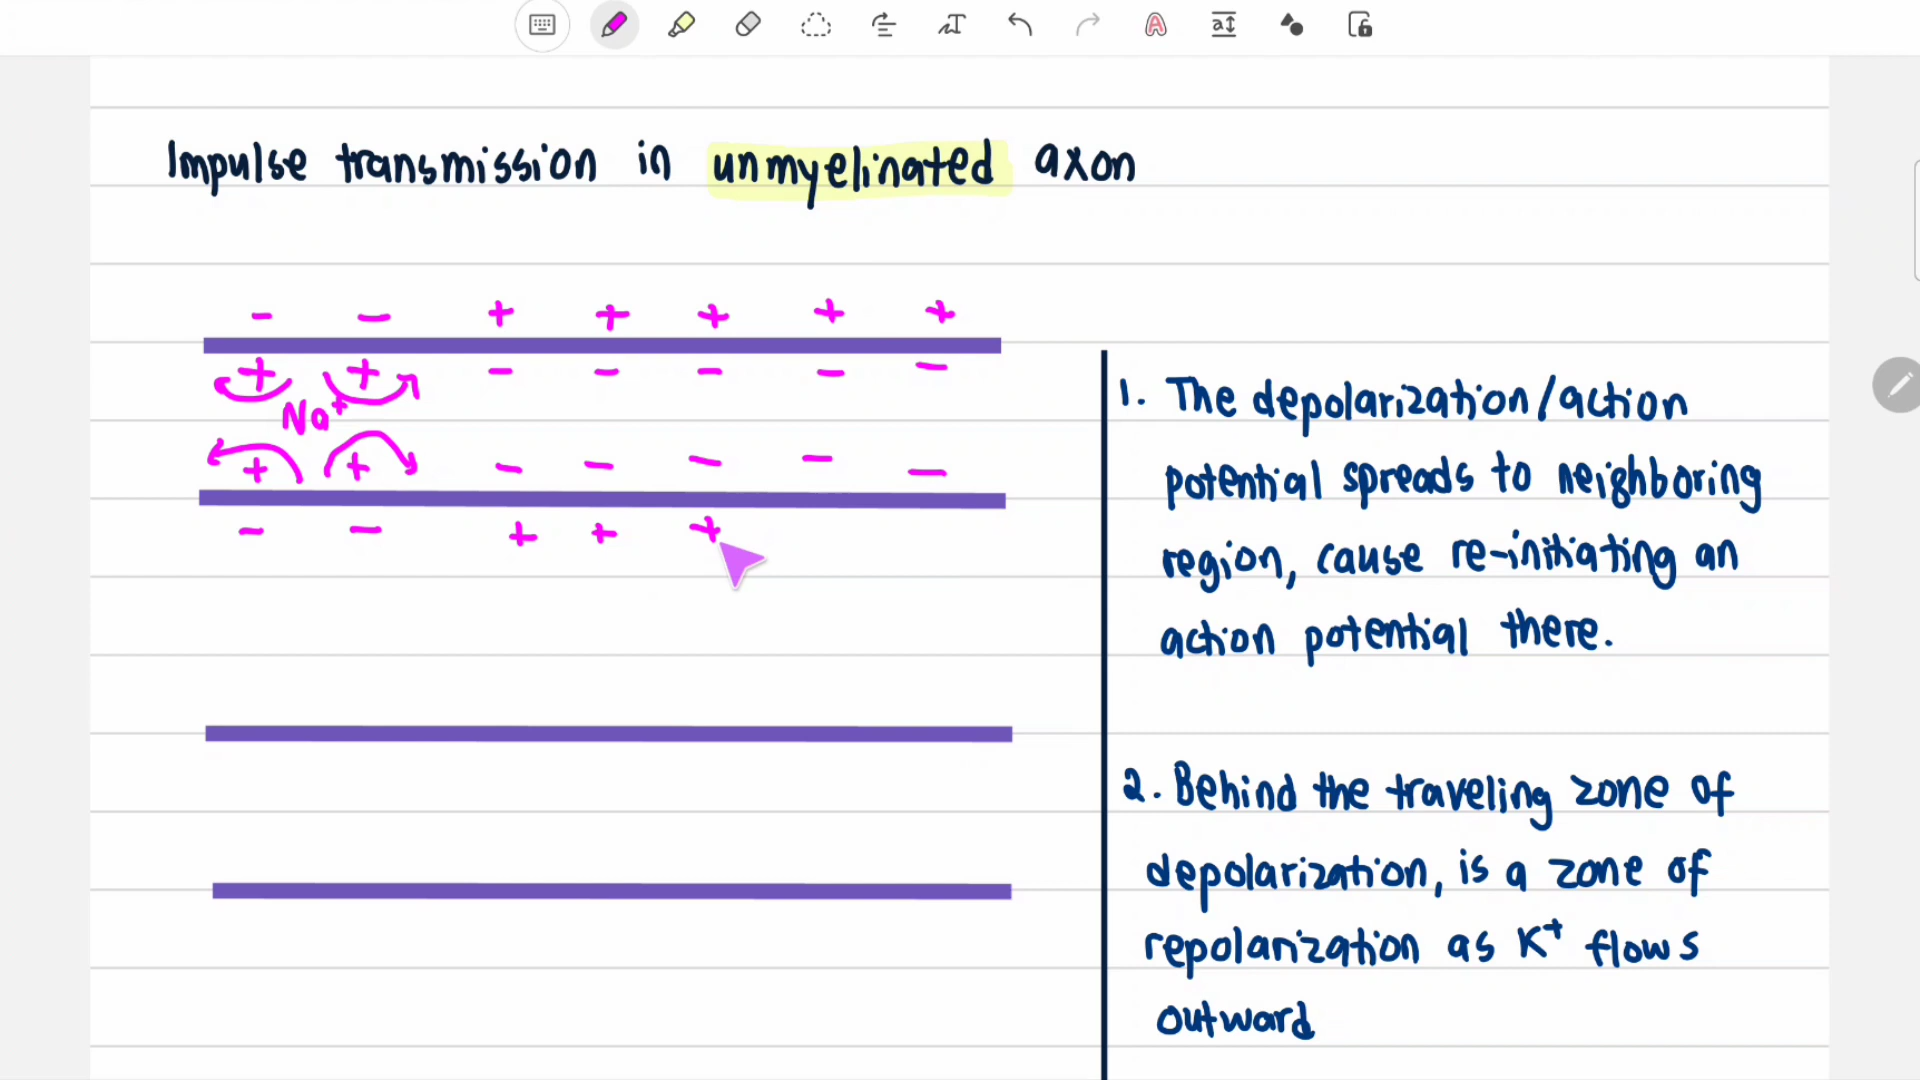 Impulse transmission in unmyelinated axon
- - + + + + +
+ + - - - - -
Na+
+ + - - - - -
- - + + +
1. The depolarization/action
potential spreads to neighboring
region, cause re-initiating an
action potential there.
2. Behind the traveling zone of
depolarization, is a zone of
repolarization as K+ flows
outward